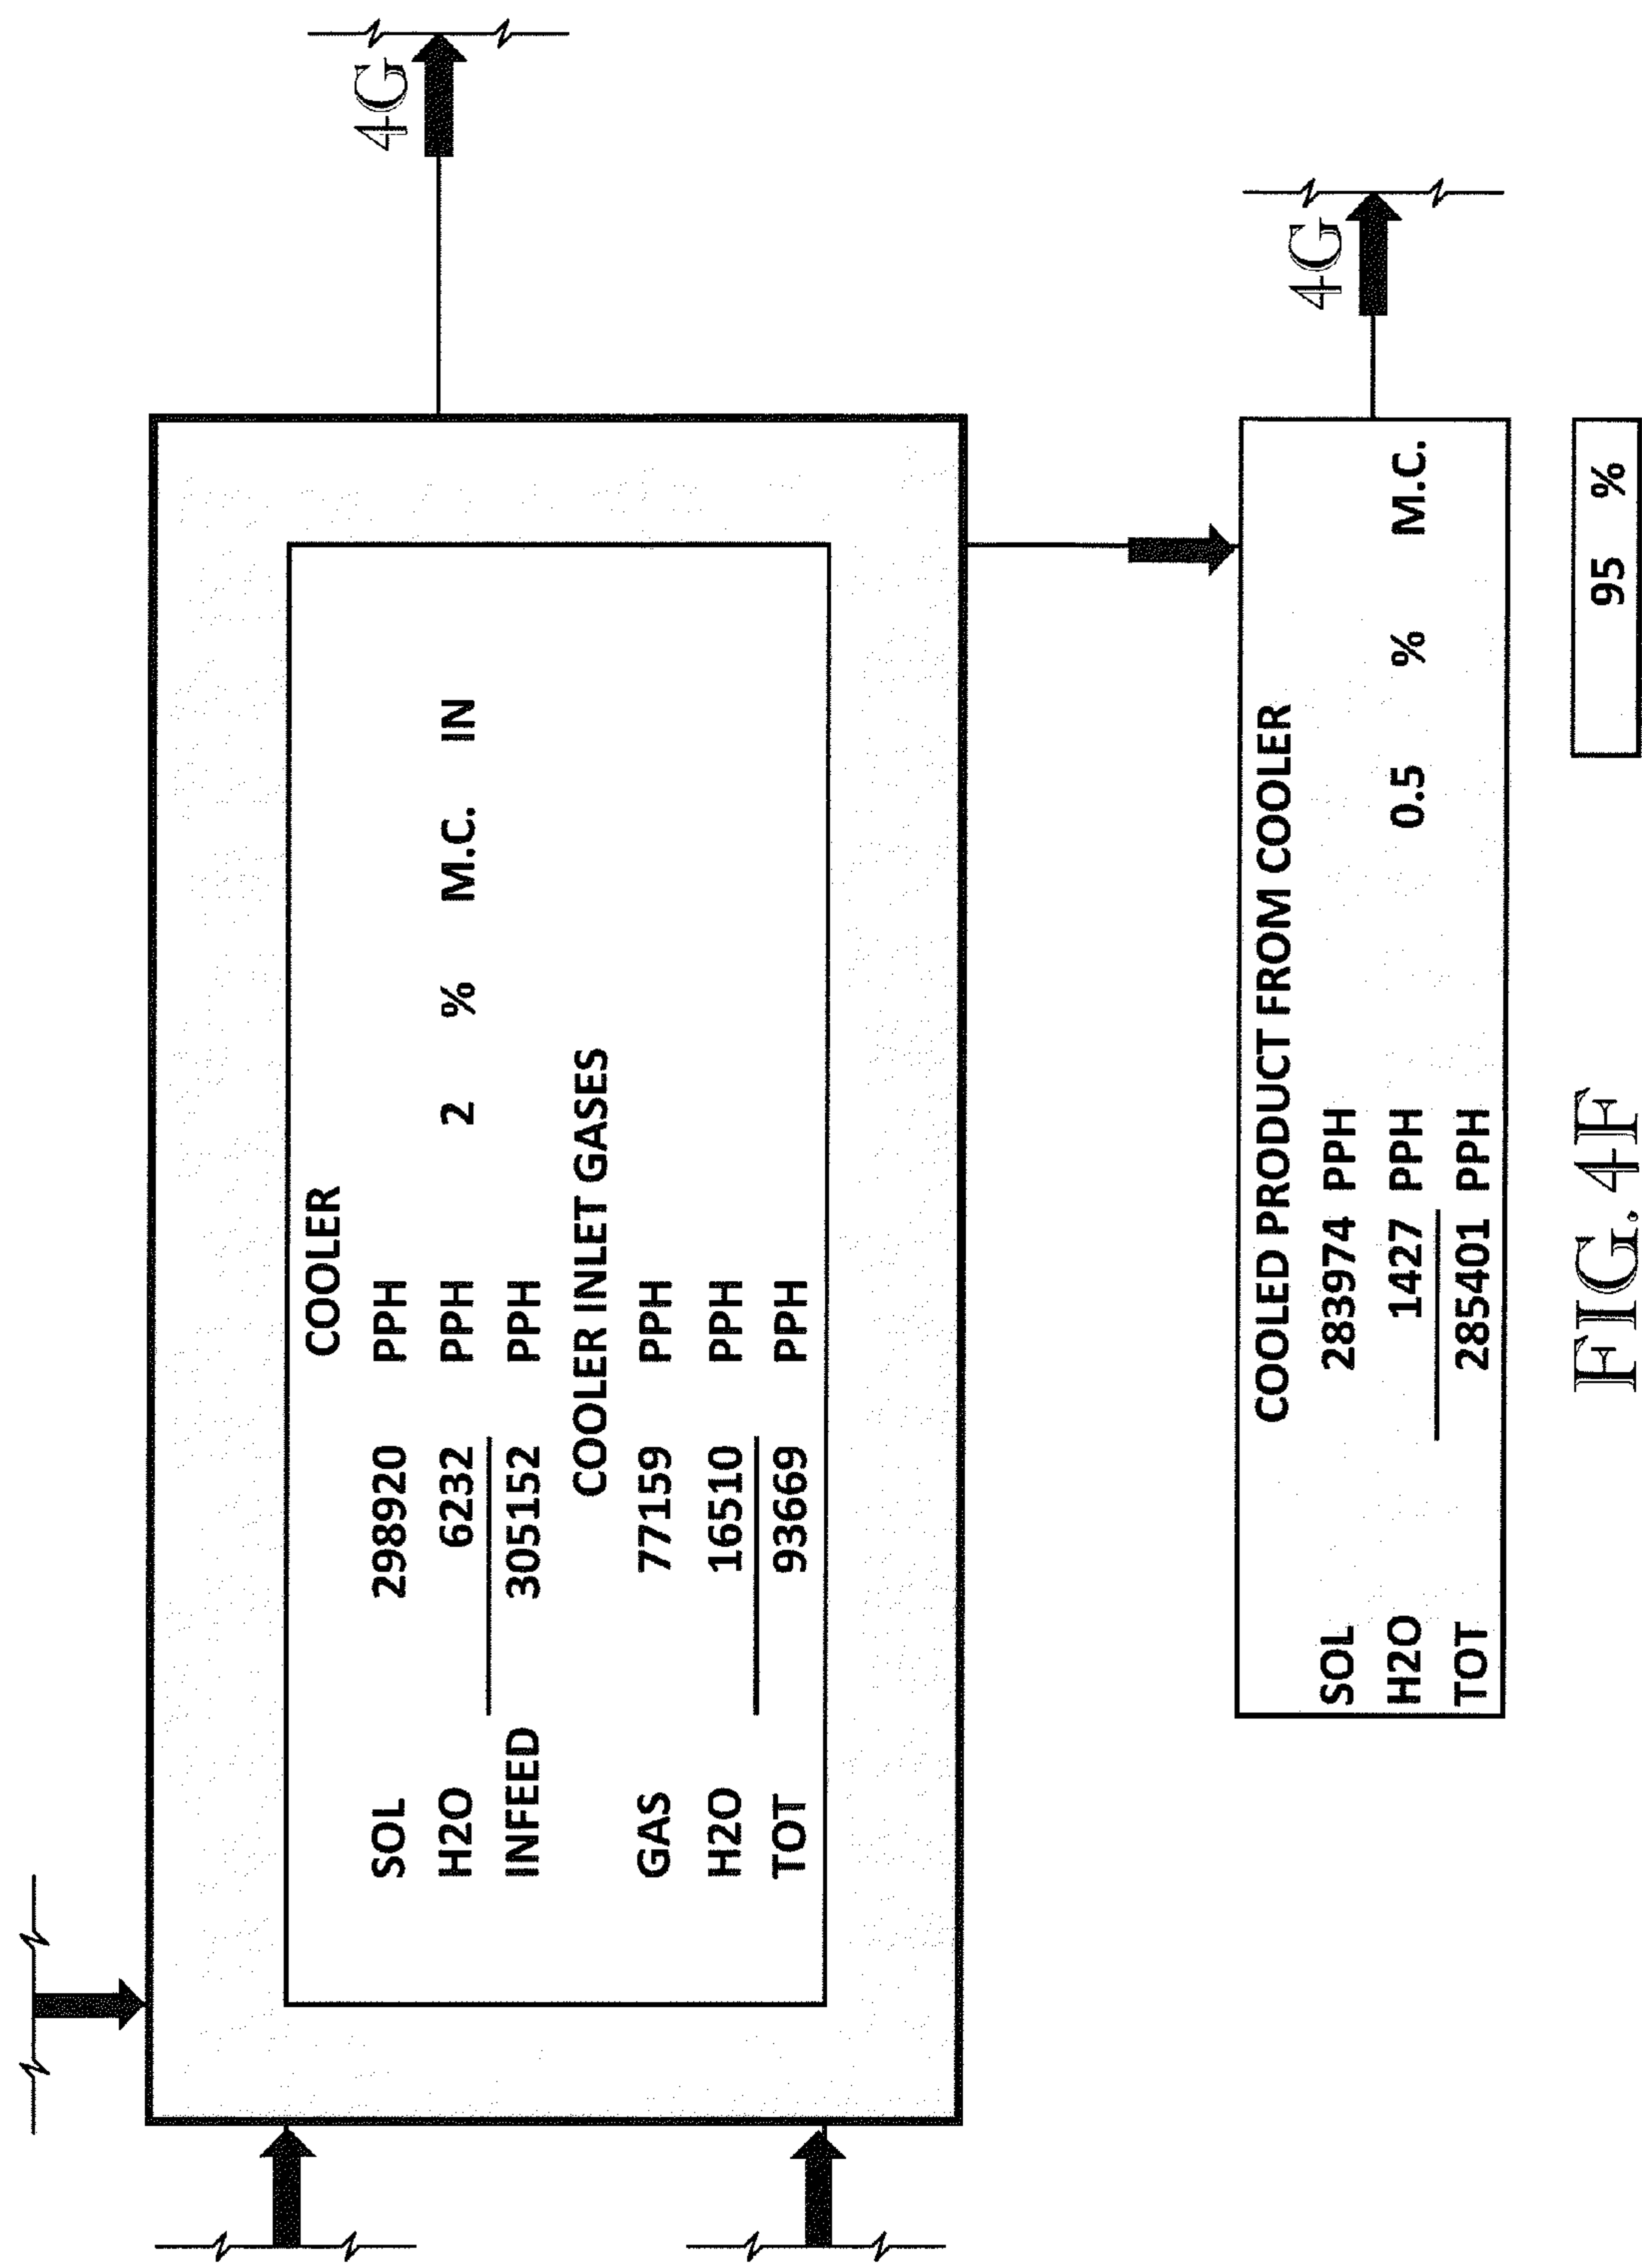 4G
COOLER
SOL 298920 PPH
H2O 6232 PPH 2 % M.C. IN
INFEED 305152 PPH
COOLER INLET GASES
GAS 77159 PPH
H2O 16510 PPH
TOT 93669 PPH
4G
COOLED PRODUCT FROM COOLER
SOL 283974 PPH
H2O 1427 PPH 0.5 % M.C.
TOT 285401 PPH
95 %
FIG. 4F